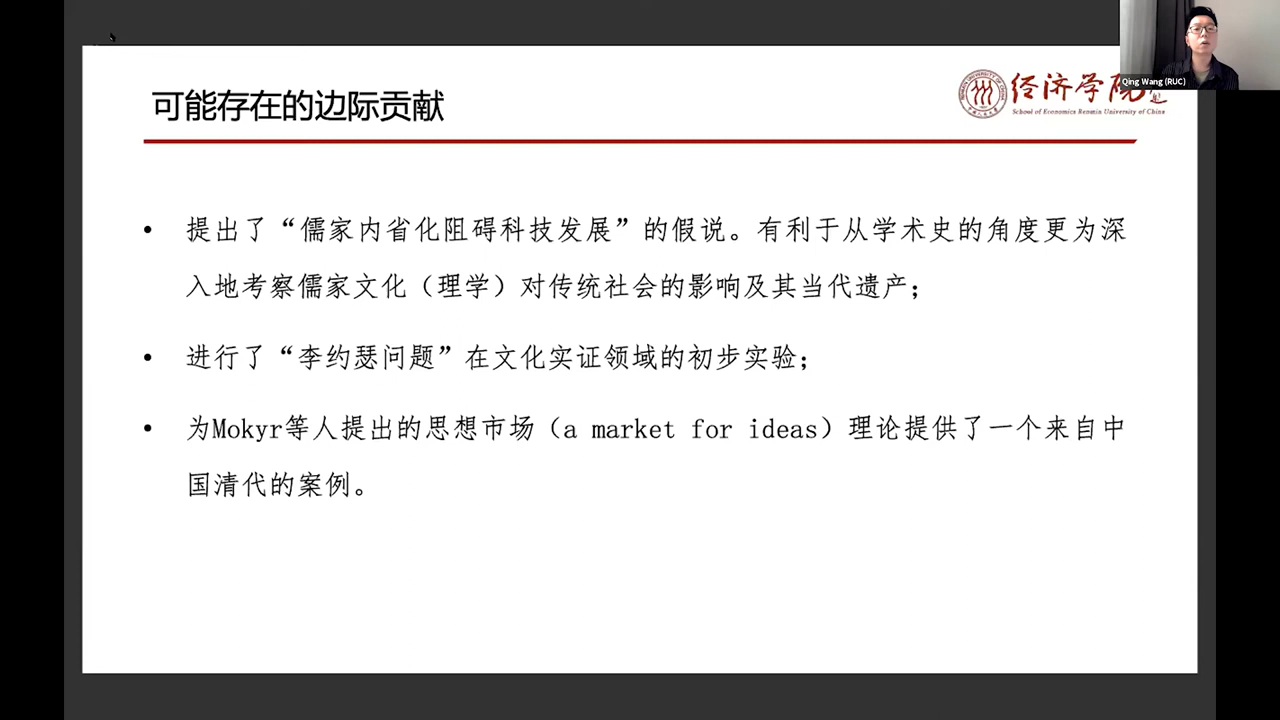 Qing Wang (RUC)
可能存在的边际贡献
经济学院
School of Economics Renmin University of China
• 提出了“儒家内省化阻碍科技发展”的假说。有利于从学术史的角度更为深
入地考察儒家文化（理学）对传统社会的影响及其当代遗产；
• 进行了“李约瑟问题”在文化实证领域的初步实验；
• 为Mokyr等人提出的思想市场（a market for ideas）理论提供了一个来自中
国清代的案例。